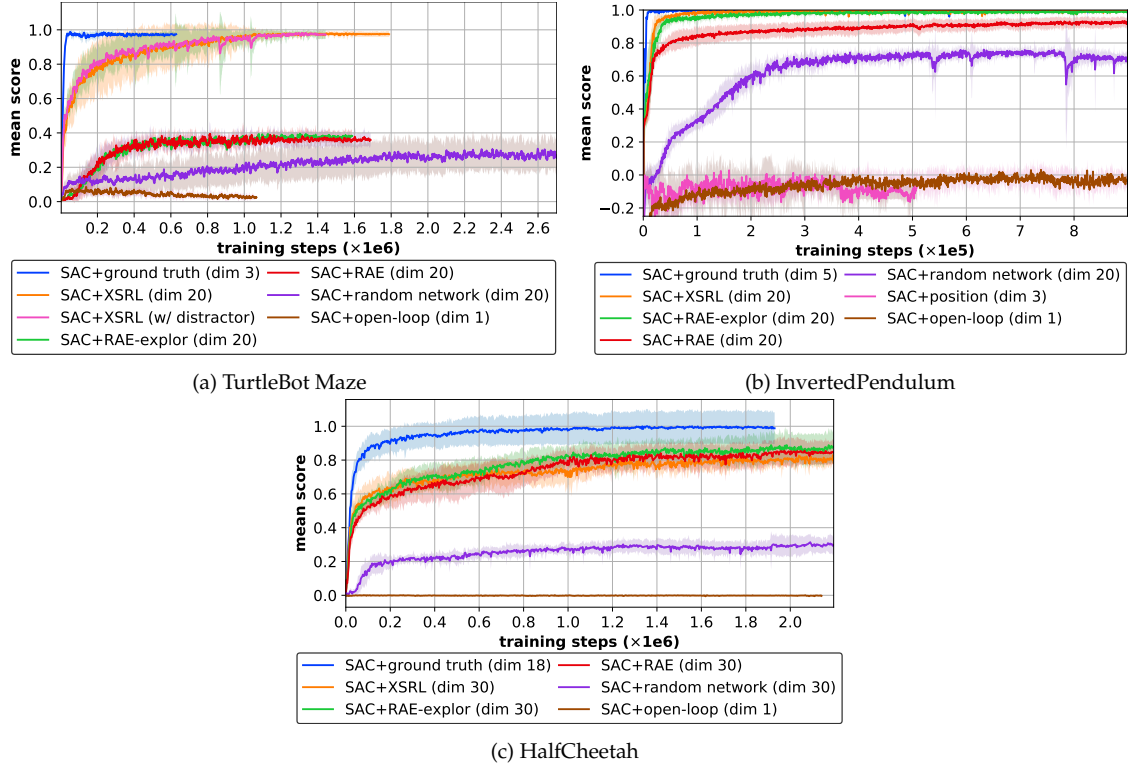 1.0
0.8
0.6
0.4
0.2
0.0
mean score
0.2 0.4 0.6 0.8 1.0 1.2 1.4 1.6 1.8 2.0 2.2 2.4 2.6
training steps (×1e6)
SAC+ground truth (dim 3)
SAC+XSRL (dim 20)
SAC+XSRL (w/ distractor)
SAC+RAE-explor (dim 20)
SAC+RAE (dim 20)
SAC+random network (dim 20)
SAC+open-loop (dim 1)
(a) TurtleBot Maze
1.0
0.8
0.6
0.4
0.2
0.0
−0.2
mean score
0 1 2 3 4 5 6 7 8
training steps (×1e5)
SAC+ground truth (dim 5)
SAC+XSRL (dim 20)
SAC+RAE-explor (dim 20)
SAC+RAE (dim 20)
SAC+random network (dim 20)
SAC+position (dim 3)
SAC+open-loop (dim 1)
(b) InvertedPendulum
1.0
0.8
0.6
0.4
0.2
0.0
mean score
0.0 0.2 0.4 0.6 0.8 1.0 1.2 1.4 1.6 1.8 2.0
training steps (×1e6)
SAC+ground truth (dim 18)
SAC+XSRL (dim 30)
SAC+RAE-explor (dim 30)
SAC+RAE (dim 30)
SAC+random network (dim 30)
SAC+open-loop (dim 1)
(c) HalfCheetah